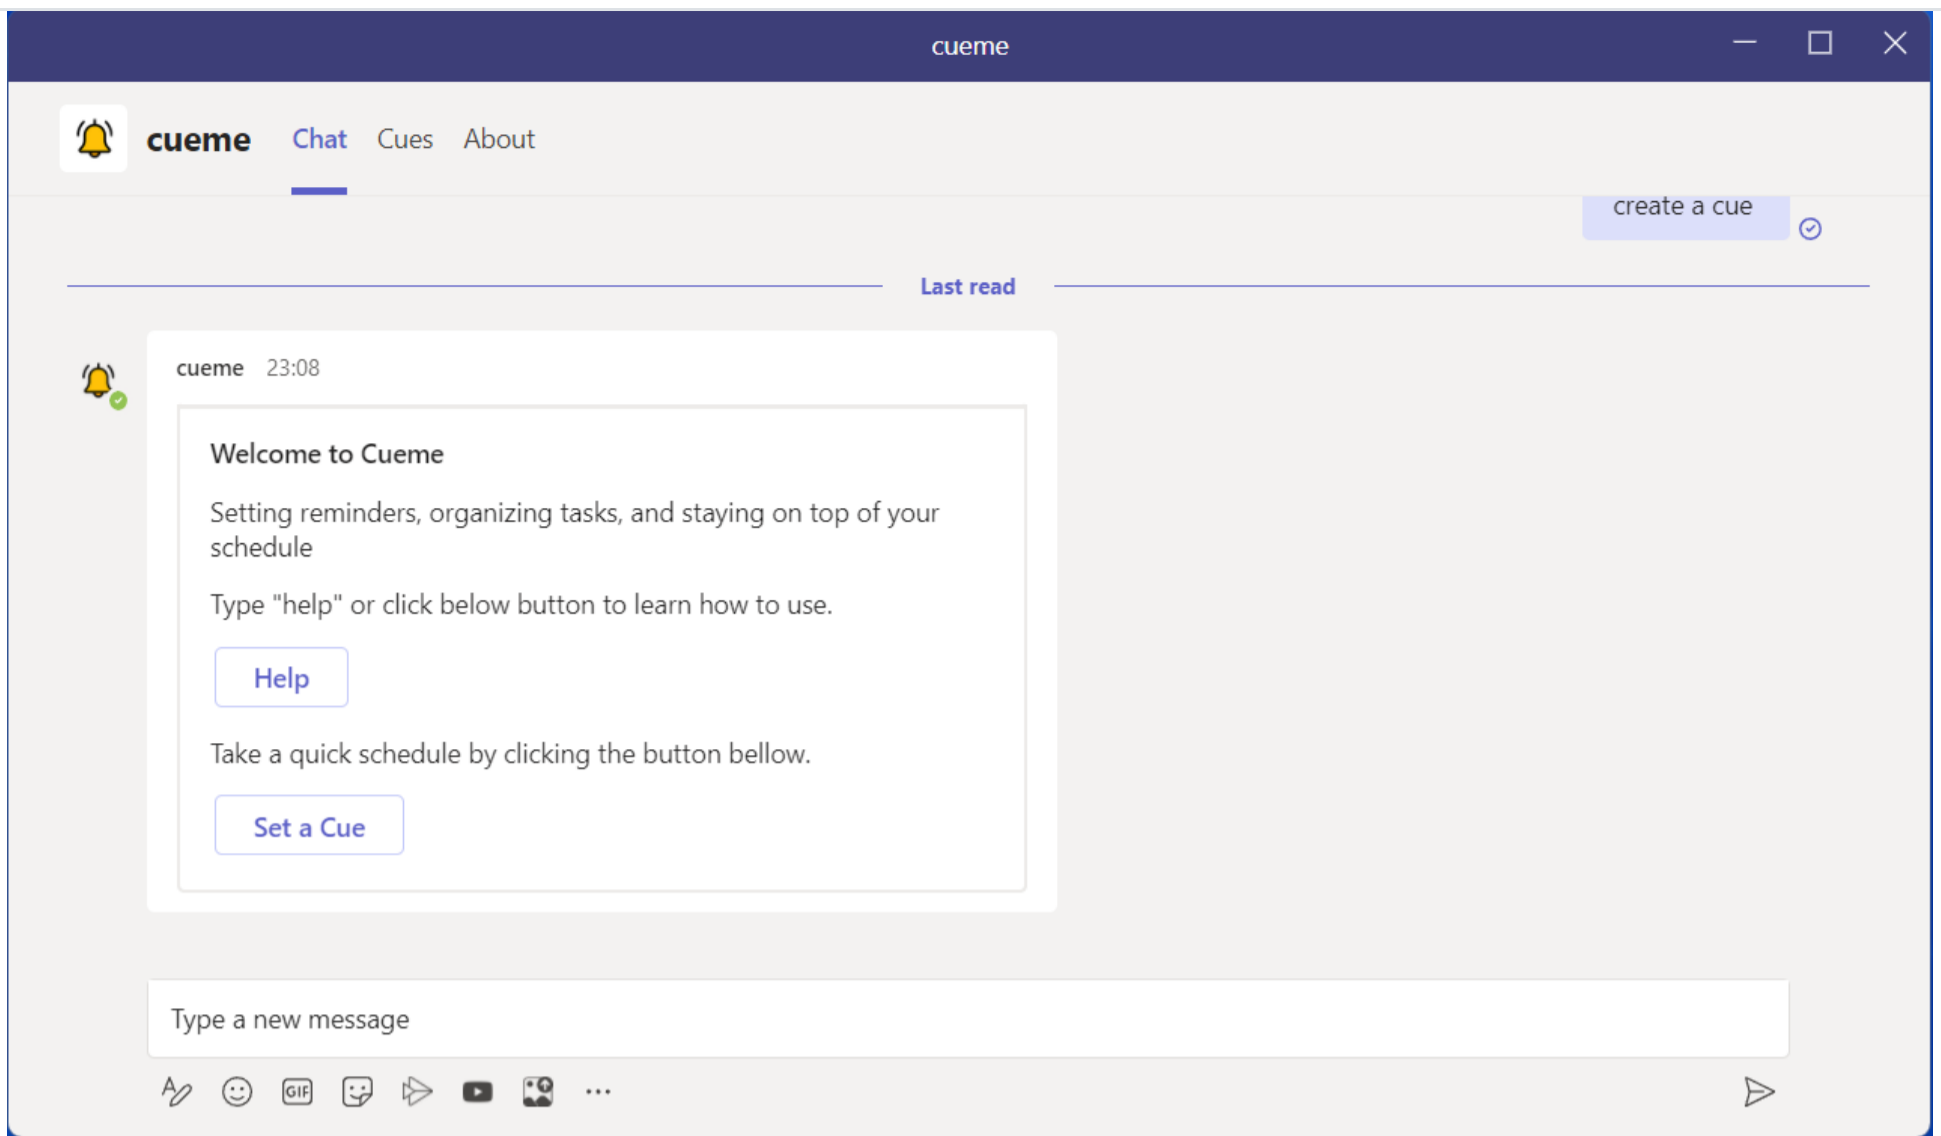 cueme
cueme Chat Cues About
create a cue
Last read
cueme 23:08
Welcome to Cueme
Setting reminders, organizing tasks, and staying on top of your
schedule
Type "help" or click below button to learn how to use.
Help
Take a quick schedule by clicking the button bellow.
Set a Cue
Type a new message
GIF